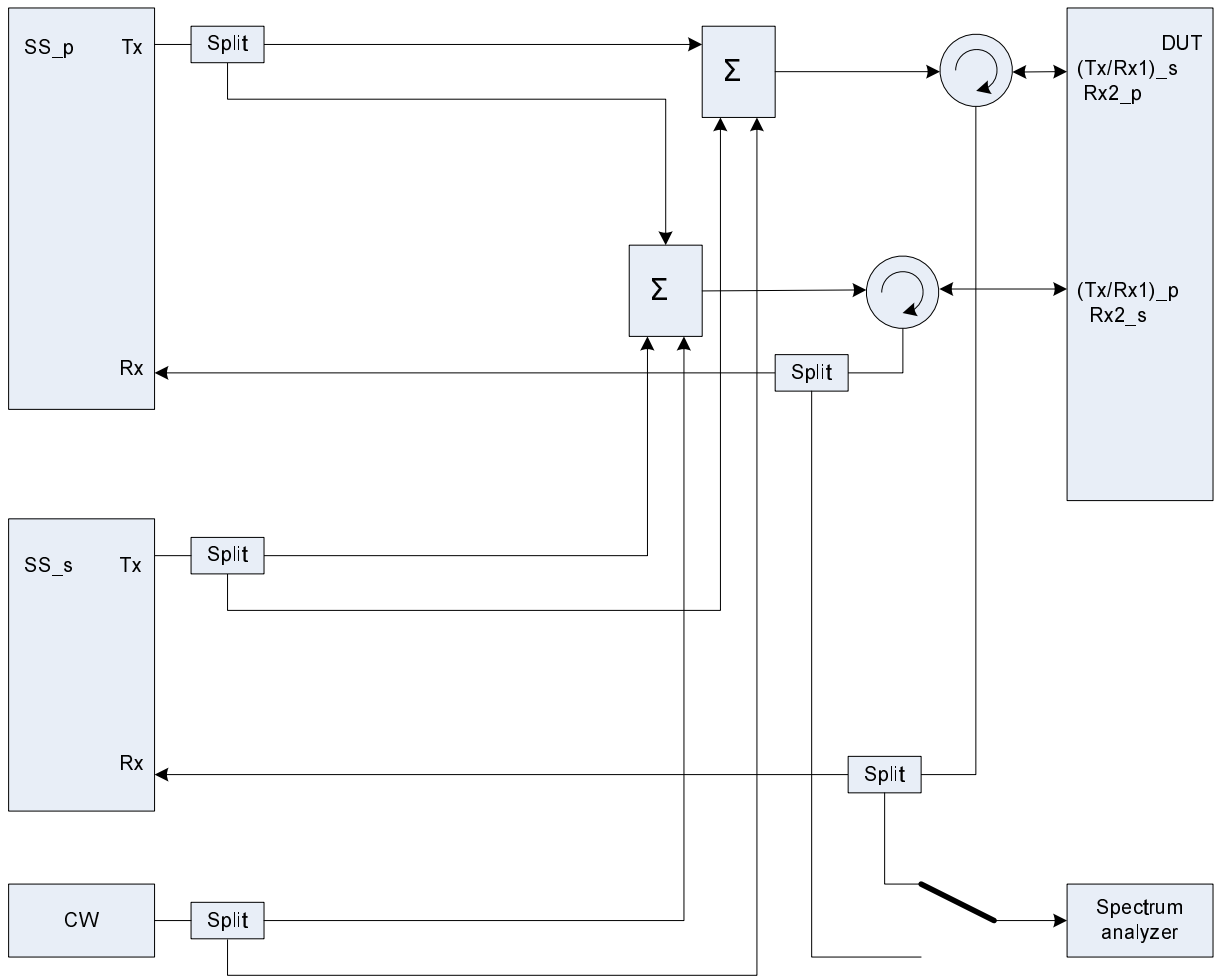 SS_p Tx
Split
Σ
DUT
(Tx/Rx1)_s
Rx2_p
Σ
(Tx/Rx1)_p
Rx2_s
Rx
Split
SS_s Tx
Split
Rx
Split
CW
Split
Spectrum
analyzer